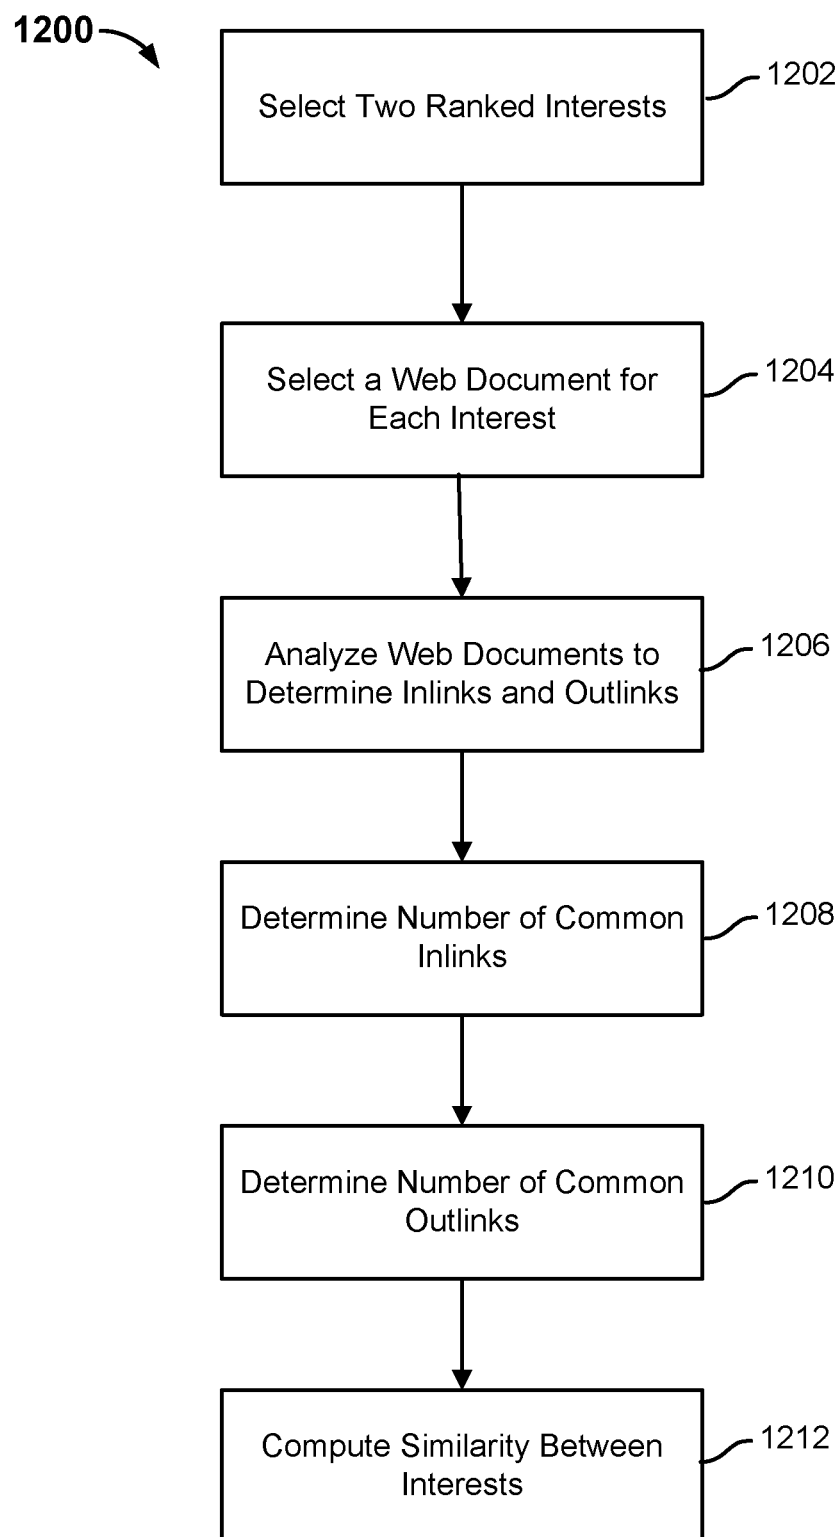 1200
Select Two Ranked Interests
1202
Select a Web Document for
Each Interest
1204
Analyze Web Documents to
Determine Inlinks and Outlinks
1206
Determine Number of Common
Inlinks
1208
Determine Number of Common
Outlinks
1210
Compute Similarity Between
Interests
1212